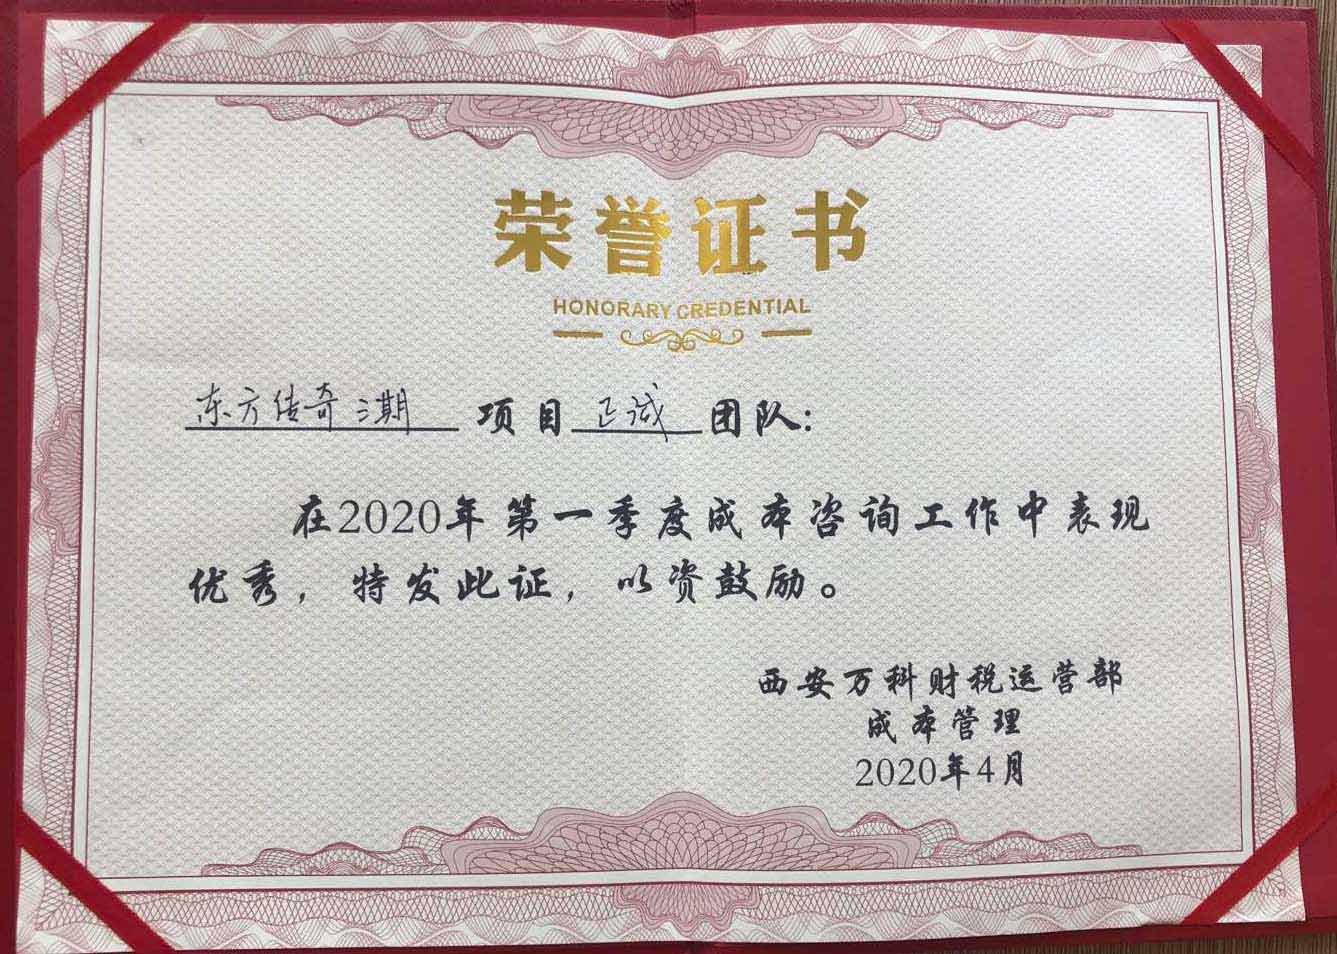 荣誉证书
HONORARY CREDENTIAL
东方传奇二期 项目正诚团队:
在2020年第一季度成本咨询工作中表现
优秀，特发此证，以资鼓励。
西安万科财税运营部
成本管理
2020年4月